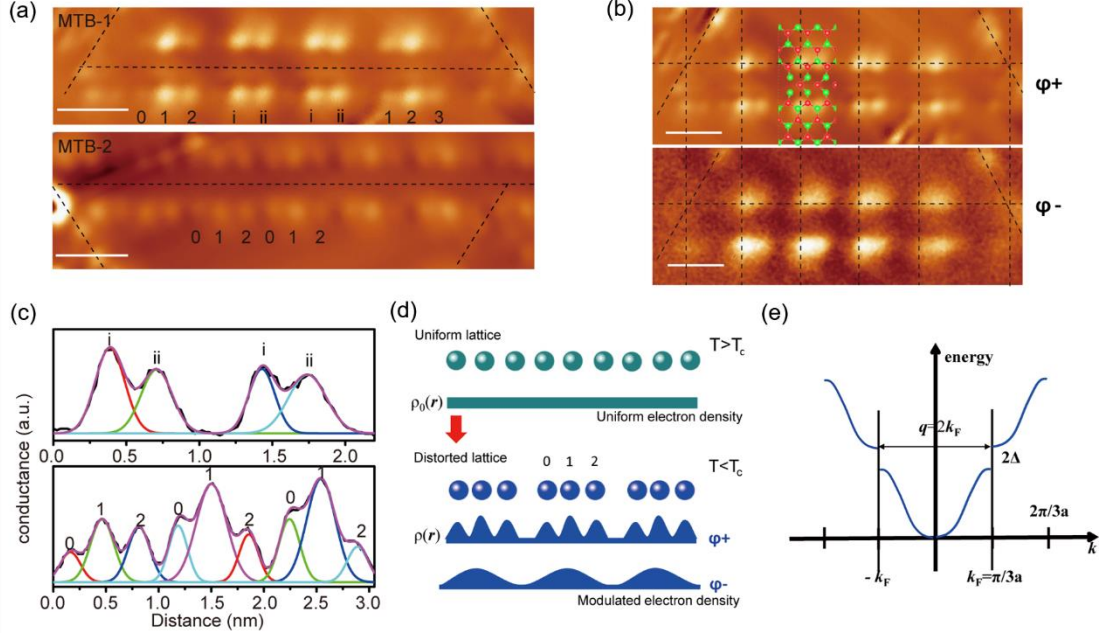 (a)
MTB-1
0 1 2 i ii i ii 1 2 3
MTB-2
0 1 2 0 1 2
(b)
φ+
φ-
(c)
i ii i ii
0.0 0.5 1.0 1.5 2.0
0 1 2 0 1 2 0 1 2
0.0 0.5 1.0 1.5 2.0 2.5 3.0
Distance (nm)
conductance (a.u.)
(d)
Uniform lattice
T>Tc
ρ0(r)
Uniform electron density
Distorted lattice
0 1 2
T<Tc
ρ(r)
φ+
φ-
Modulated electron density
(e)
energy
q=2kF
2Δ
2π/3a
k
- kF
kF=π/3a